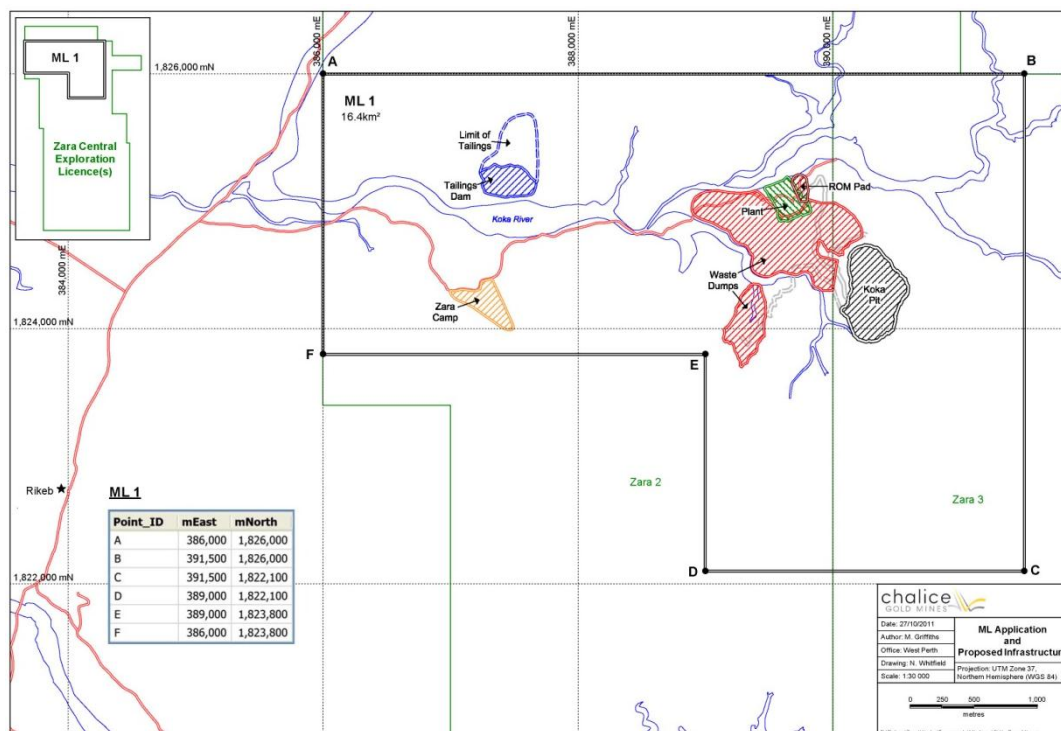 386,000 mE
388,000 mE
390,000 mE
384,000 mE
1,826,000 mN
1,824,000 mN
1,822,000 mN
ML 1
Zara Central
Exploration
Licence(s)
A
B
ML 1
16.4km²
Limit of
Tailings
Tailings
Dam
Koka River
ROM Pad
Plant
Waste
Dumps
Koka
Pit
Zara
Camp
F
E
D
C
Zara 2
Zara 3
Rikeb
ML 1
Point_ID mEast mNorth
A 386,000 1,826,000
B 391,500 1,826,000
C 391,500 1,822,100
D 389,000 1,822,100
E 389,000 1,823,800
F 386,000 1,823,800
chalice
GOLD MINES
Date: 27/10/2011
Author: M. Griffiths
Office: West Perth
Drawing: N. Whitfield
Scale: 1:30 000
ML Application
and
Proposed Infrastructur
Projection: UTM Zone 37,
Northern Hemisphere (WGS 84)
0 250 500 1,000
metres